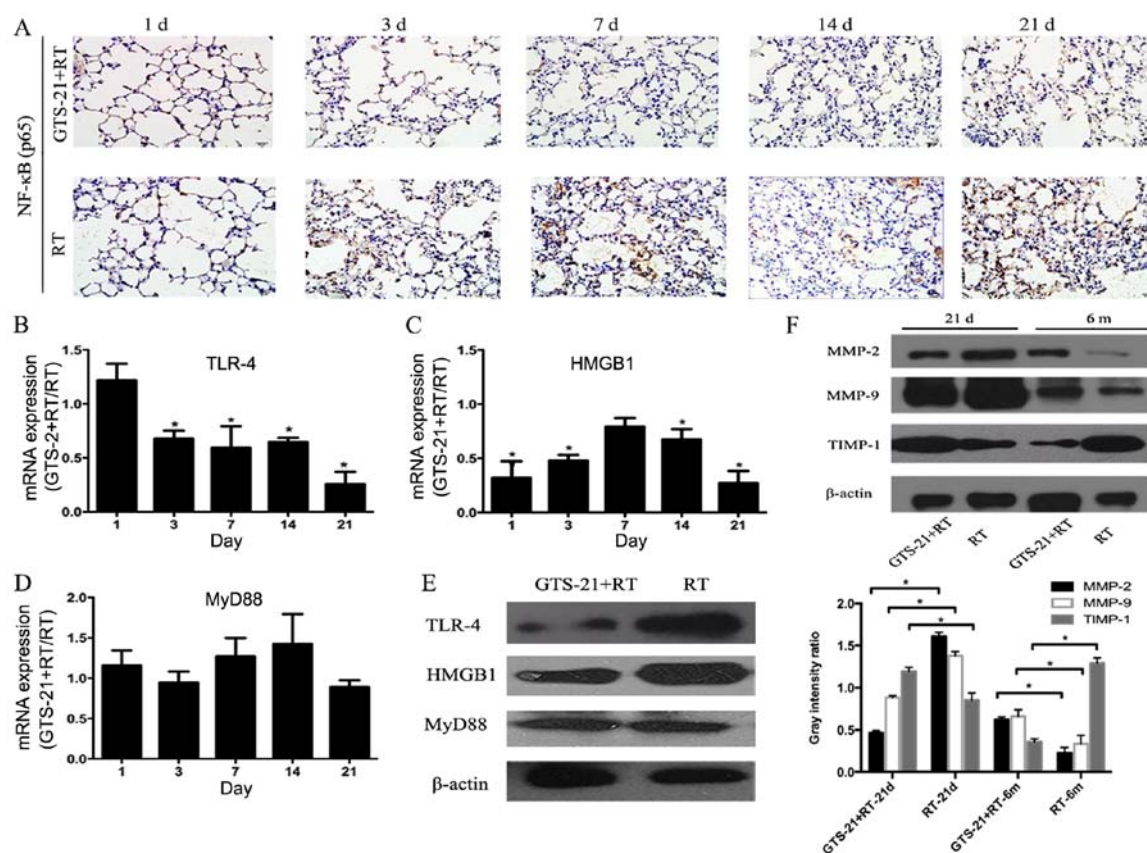 A
1 d 3 d 7 d 14 d 21 d
NF-κB (p65)
GTS-21+RT
RT
B
TLR-4
mRNA expression
(GTS-2+RT/RT)
1.5
1.0
0.5
0.0
1 3 7 14 21
* * * *
Day
C
HMGB1
mRNA expression
(GTS-21+RT/RT)
1.5
1.0
0.5
0.0
1 3 7 14 21
* * * *
Day
D
MyD88
mRNA expression
(GTS-21+RT/RT)
2.0
1.5
1.0
0.5
0.0
1 3 7 14 21
Day
E
GTS-21+RT RT
TLR-4
HMGB1
MyD88
β-actin
F
21 d 6 m
MMP-2
MMP-9
TIMP-1
β-actin
GTS-21+RT RT GTS-21+RT RT
MMP-2
MMP-9
TIMP-1
Gray intensity ratio
2.0
1.5
1.0
0.5
0.0
* * * * * *
GTS-21+RT-21d RT-21d GTS-21+RT-6m RT-6m